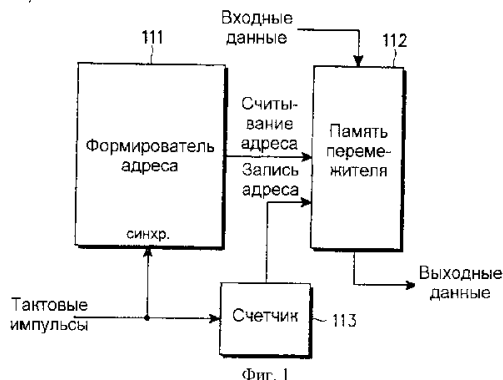 Входные
данные
111
112
Формирователь
адреса
синхр.
Считы-
вание
адреса
Запись
адреса
Память
переме-
жителя
Выходные
данные
Тактовые
импульсы
Счетчик
113
Фиг. 1